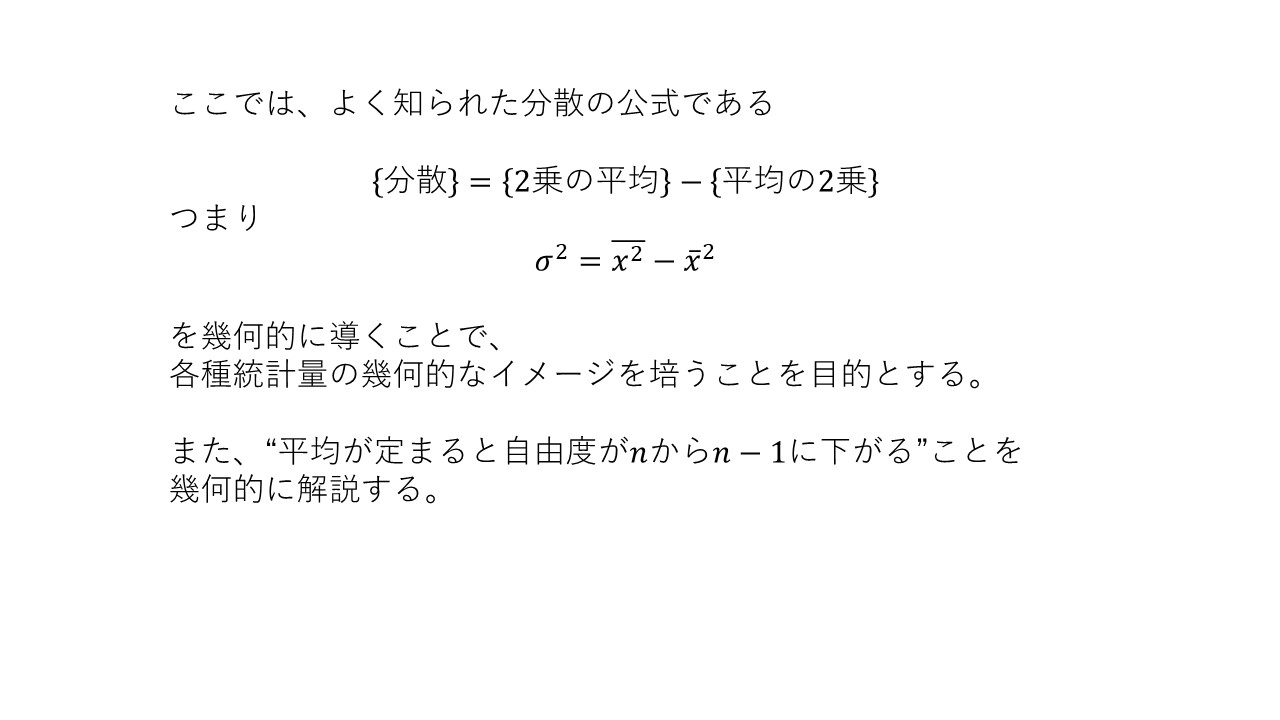 ここでは、よく知られた分散の公式である
{分散} = {2乗の平均} − {平均の2乗}
つまり
σ² = x²̅ − x̄²
を幾何的に導くことで、
各種統計量の幾何的なイメージを培うことを目的とする。
また、“平均が定まると自由度がnからn − 1に下がる”ことを
幾何的に解説する。